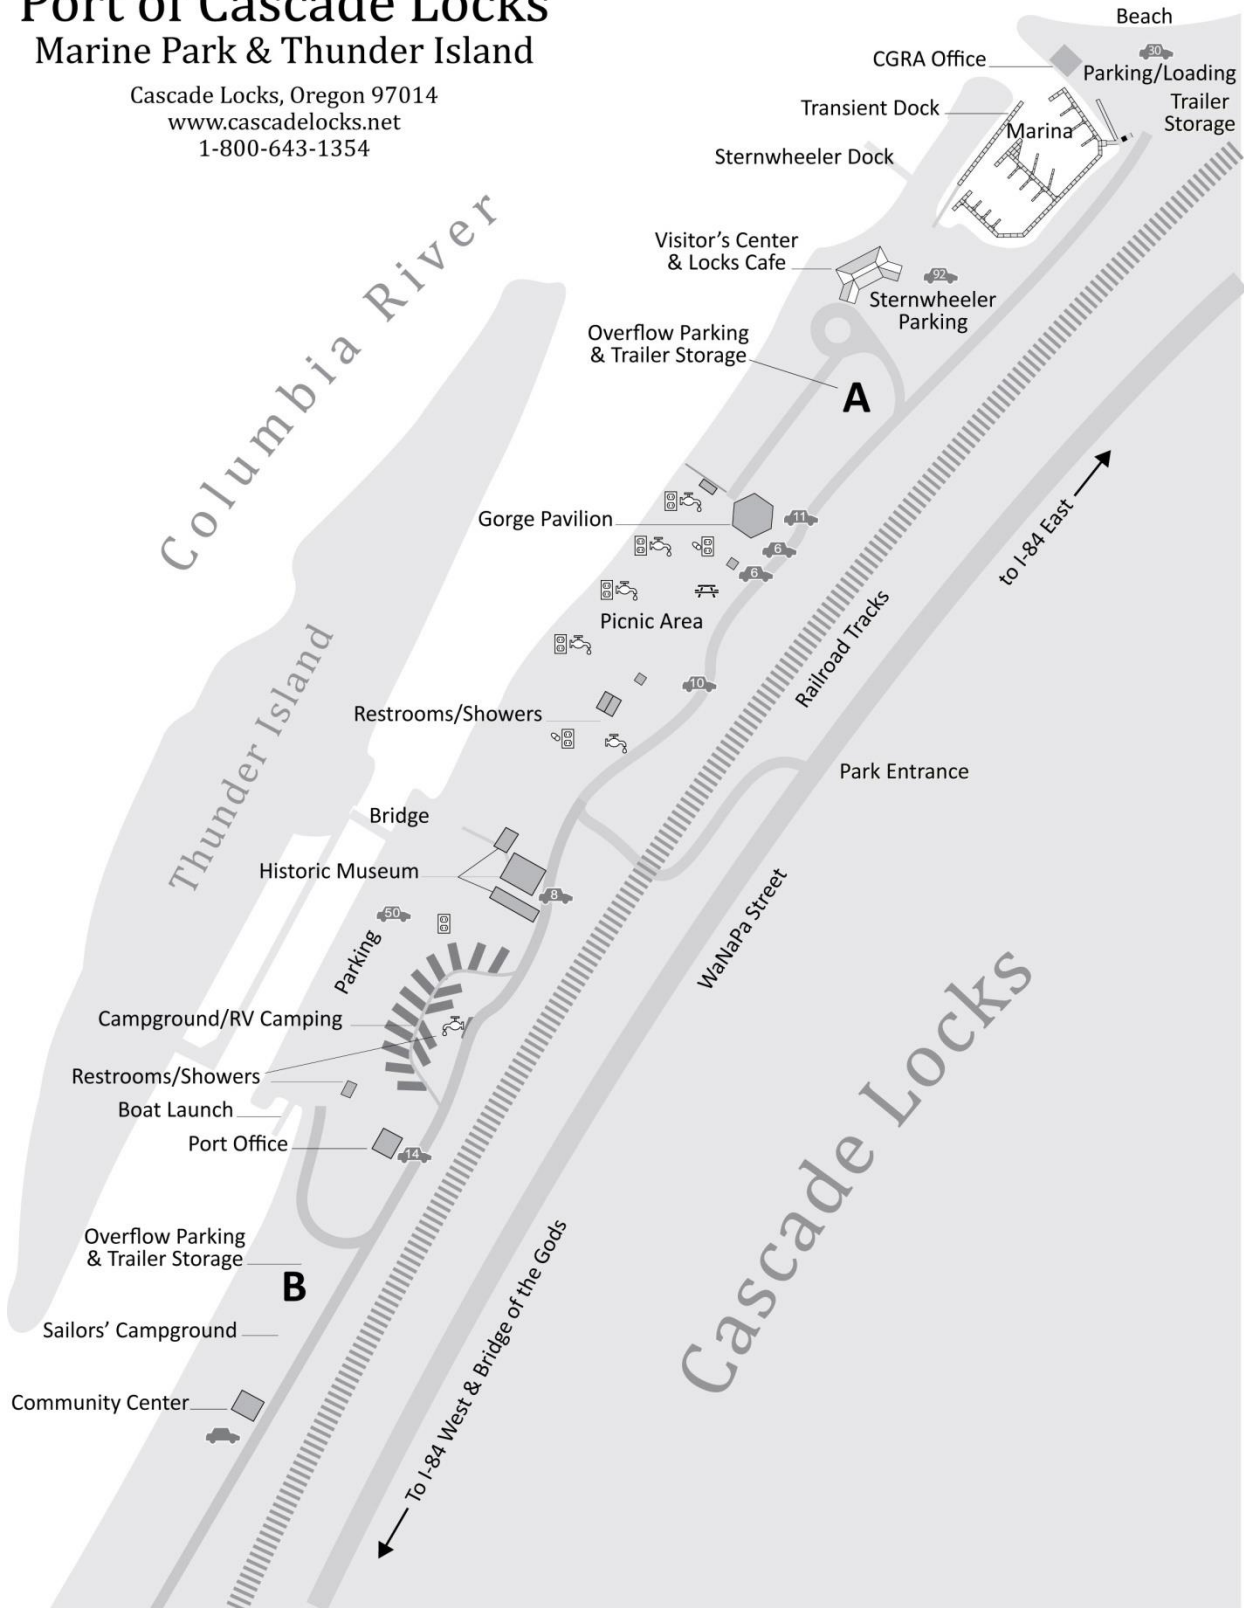 Port of Cascade Locks
Marine Park & Thunder Island
Cascade Locks, Oregon 97014
www.cascadelocks.net
1-800-643-1354
Beach
CGRA Office
30
Parking/Loading
Transient Dock
Trailer
Storage
Marina
Sternwheeler Dock
Visitor's Center
& Locks Cafe
92
Sternwheeler
Parking
Columbia River
Overflow Parking
& Trailer Storage
A
Gorge Pavilion
11
6
6
to I-84 East
Picnic Area
Railroad Tracks
10
Restrooms/Showers
Thunder Island
Park Entrance
Bridge
Historic Museum
8
50
Parking
WaNaPa Street
Campground/RV Camping
Restrooms/Showers
Boat Launch
Port Office
14
Cascade Locks
Overflow Parking
& Trailer Storage
B
Sailors' Campground
To I-84 West & Bridge of the Gods
Community Center